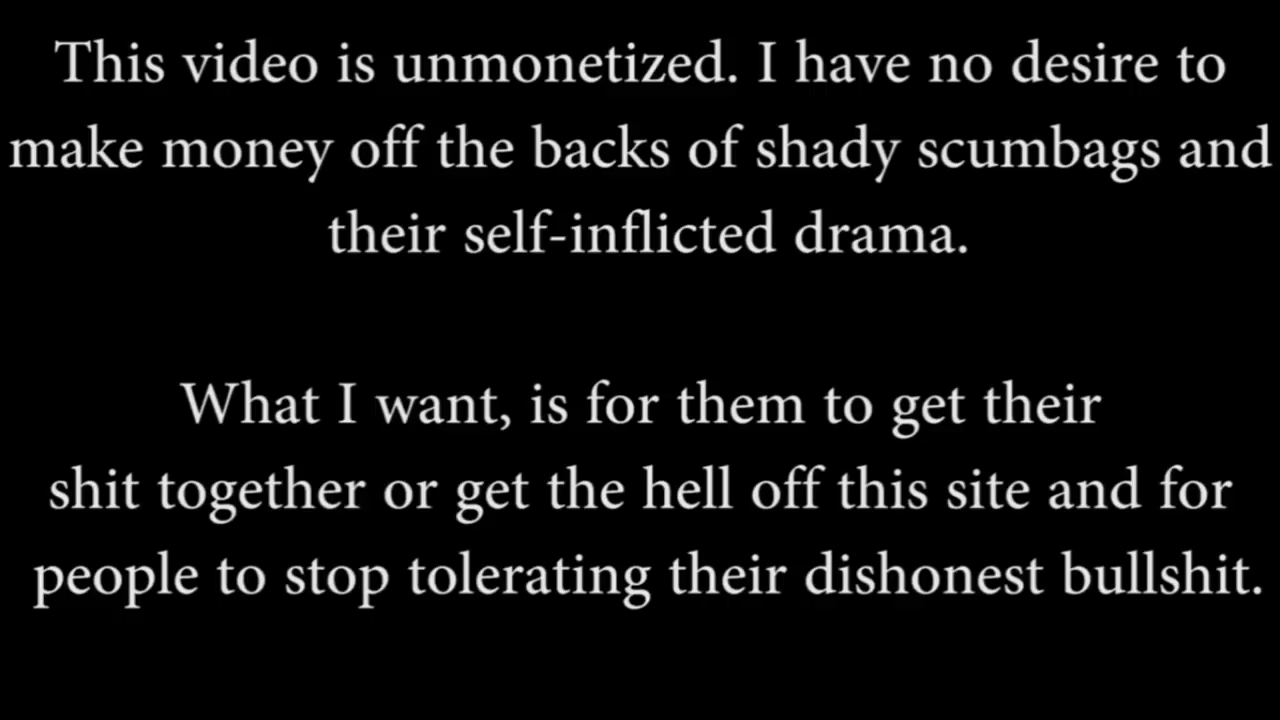 This video is unmonetized. I have no desire to
make money off the backs of shady scumbags and
their self-inflicted drama.
What I want, is for them to get their
shit together or get the hell off this site and for
people to stop tolerating their dishonest bullshit.